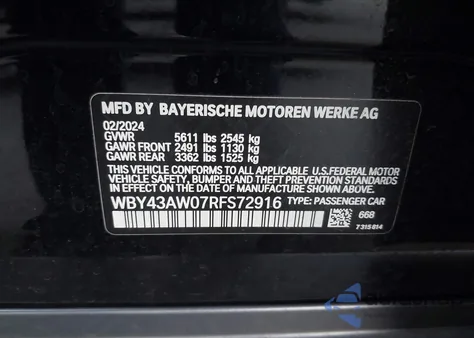 MFD BY BAYERISCHE MOTOREN WERKE AG
02/2024
GVWR 5611 lbs 2545 kg
GAWR FRONT 2491 lbs 1130 kg
GAWR REAR 3362 lbs 1525 kg
THIS VEHICLE CONFORMS TO ALL APPLICABLE U.S.FEDERAL MOTOR
VEHICLE SAFETY, BUMPER AND THEFT PREVENTION STANDARDS
IN EFFECT ON THE DATE OF MANUFACTURE SHOWN ABOVE.
WBY43AW07RFS72916 TYPE: PASSENGER CAR
668
7315814